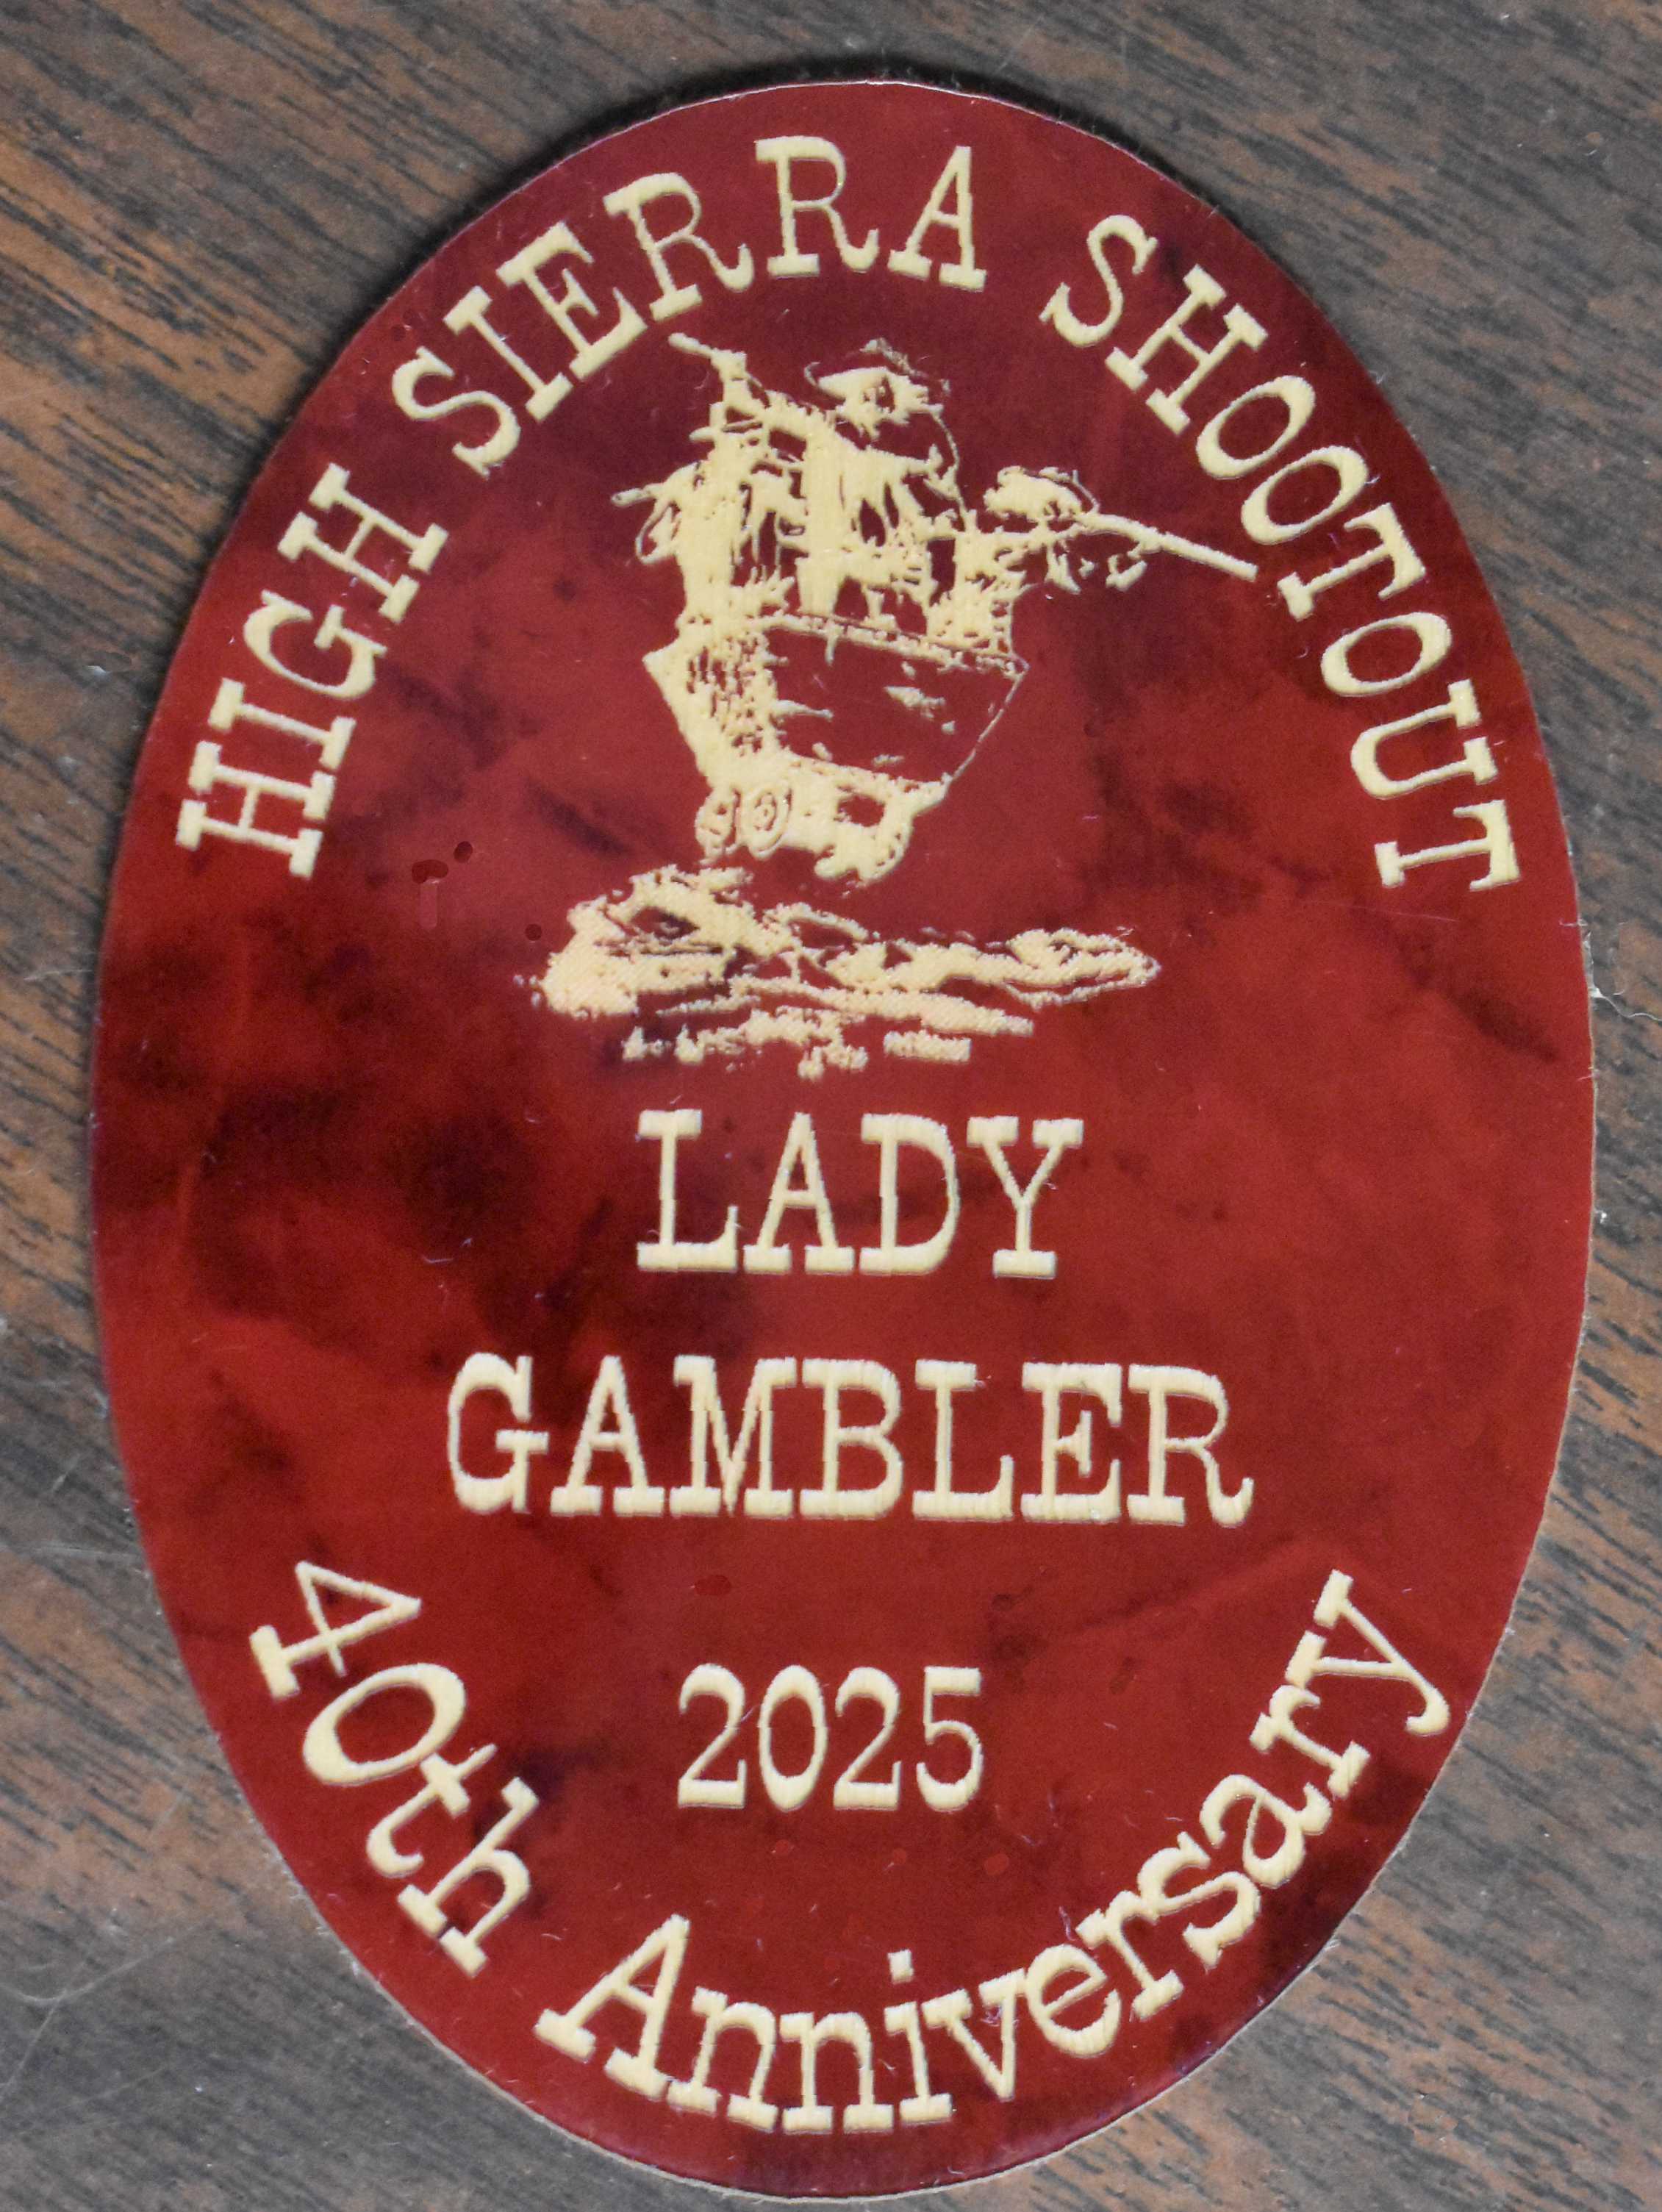 HIGH SIERRA SHOOTOUT
LADY
GAMBLER
2025
40th Anniversary